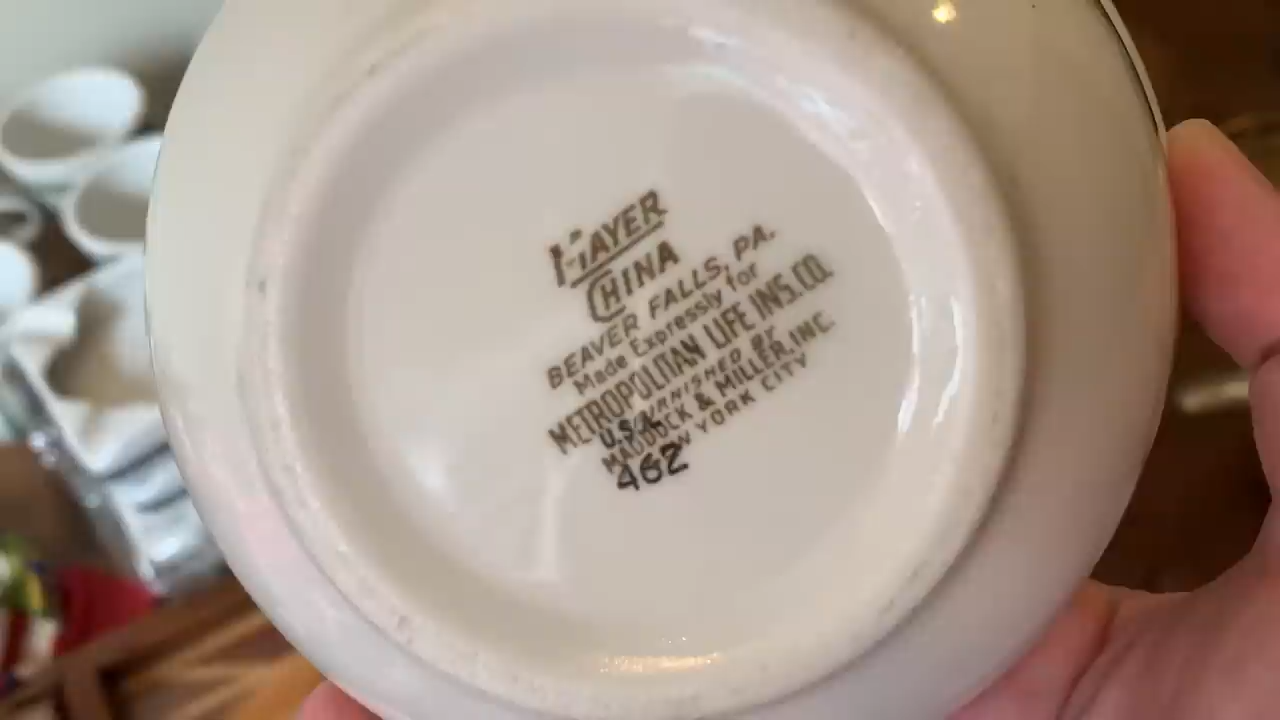 MAYER
CHINA
BEAVER FALLS, PA.
Made Expressly for
METROPOLITAN LIFE INS. CO.
FURNISHED BY
MADDOCK & MILLER, INC.
NEW YORK CITY
U.S.A.
462